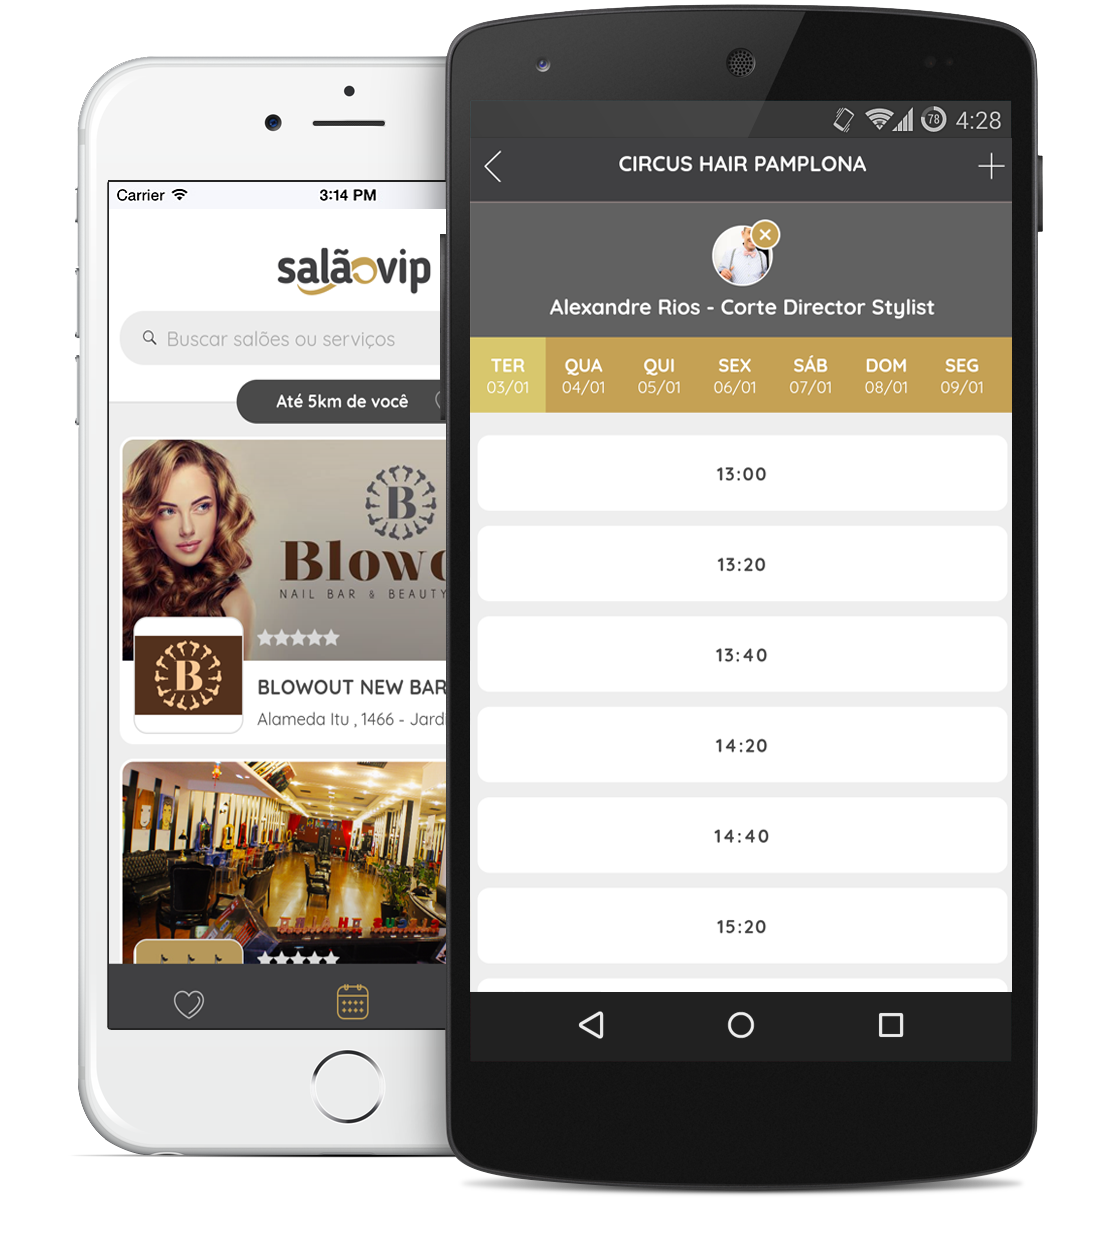 Carrier
3:14 PM
salãovip
Buscar salões ou serviços
Até 5km de você
B
NAIL BAR & BEAUTY
B
BLOWOUT NEW BAR
Alameda Itu , 1466 - Jard
78 4:28
CIRCUS HAIR PAMPLONA
Alexandre Rios - Corte Director Stylist
TER QUA QUI SEX SÁB DOM SEG
03/01 04/01 05/01 06/01 07/01 08/01 09/01
13:00
13:20
13:40
14:20
14:40
15:20